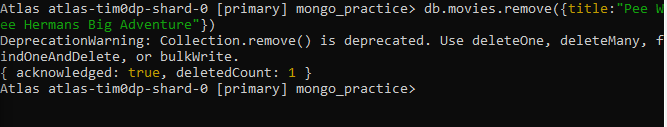 Atlas atlas-tim0dp-shard-0 [primary] mongo_practice> db.movies.remove({title:"Pee W
ee Hermans Big Adventure"})
DeprecationWarning: Collection.remove() is deprecated. Use deleteOne, deleteMany, f
indOneAndDelete, or bulkWrite.
{ acknowledged: true, deletedCount: 1 }
Atlas atlas-tim0dp-shard-0 [primary] mongo_practice>